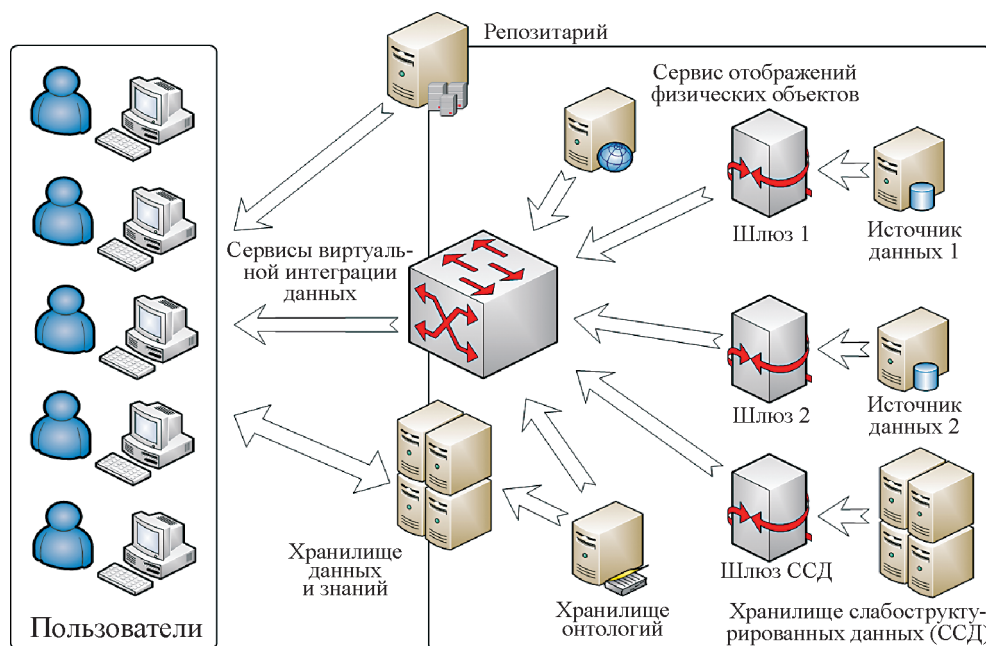 Репозитарий
Сервис отображений
физических объектов
Шлюз 1
Источник
данных 1
Сервисы виртуаль-
ной интеграции
данных
Шлюз 2
Источник
данных 2
Хранилище
данных
и знаний
Хранилище
онтологий
Шлюз ССД
Хранилище слабострукту-
рированных данных (ССД)
Пользователи